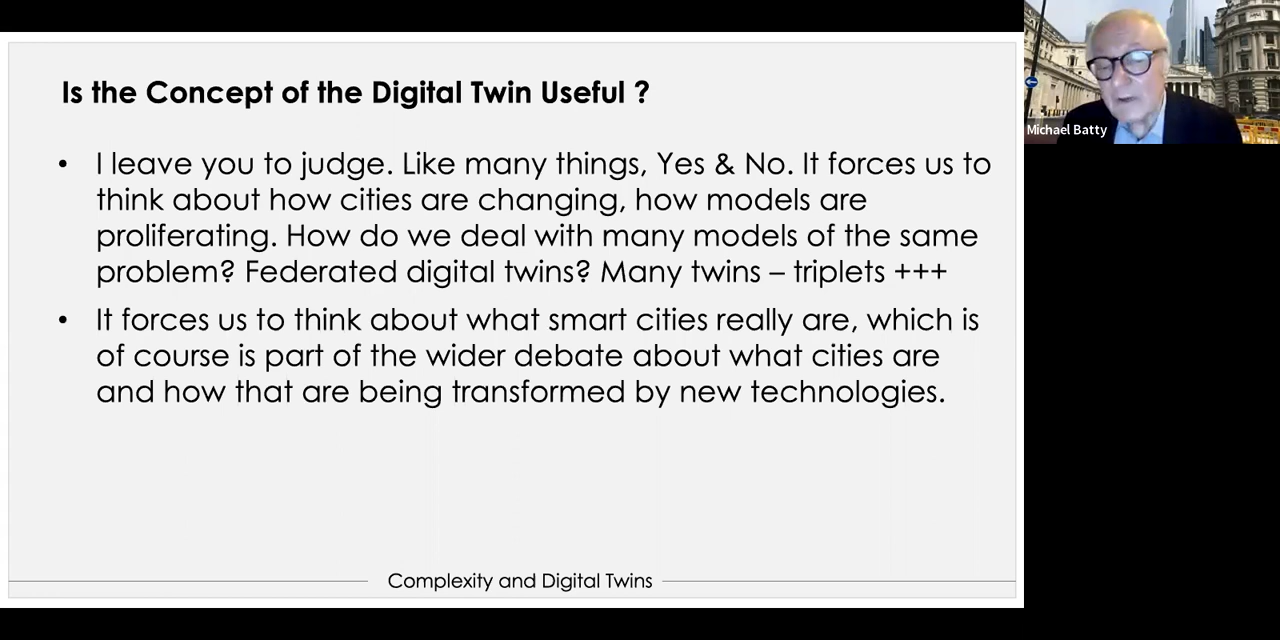 Is the Concept of the Digital Twin Useful ?
• I leave you to judge. Like many things, Yes & No. It forces us to
think about how cities are changing, how models are
proliferating. How do we deal with many models of the same
problem? Federated digital twins? Many twins – triplets +++
• It forces us to think about what smart cities really are, which is
of course is part of the wider debate about what cities are
and how that are being transformed by new technologies.
Complexity and Digital Twins
Michael Batty